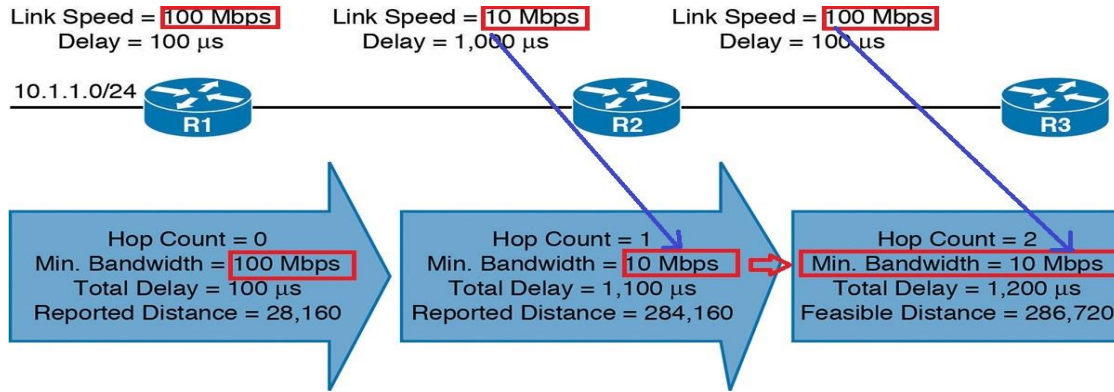 Link Speed = 100 Mbps
Delay = 100 µs
Link Speed = 10 Mbps
Delay = 1,000 µs
Link Speed = 100 Mbps
Delay = 100 µs
10.1.1.0/24
R1
R2
R3
Hop Count = 0
Min. Bandwidth = 100 Mbps
Total Delay = 100 µs
Reported Distance = 28,160
Hop Count = 1
Min. Bandwidth = 10 Mbps
Total Delay = 1,100 µs
Reported Distance = 284,160
Hop Count = 2
Min. Bandwidth = 10 Mbps
Total Delay = 1,200 µs
Feasible Distance = 286,720